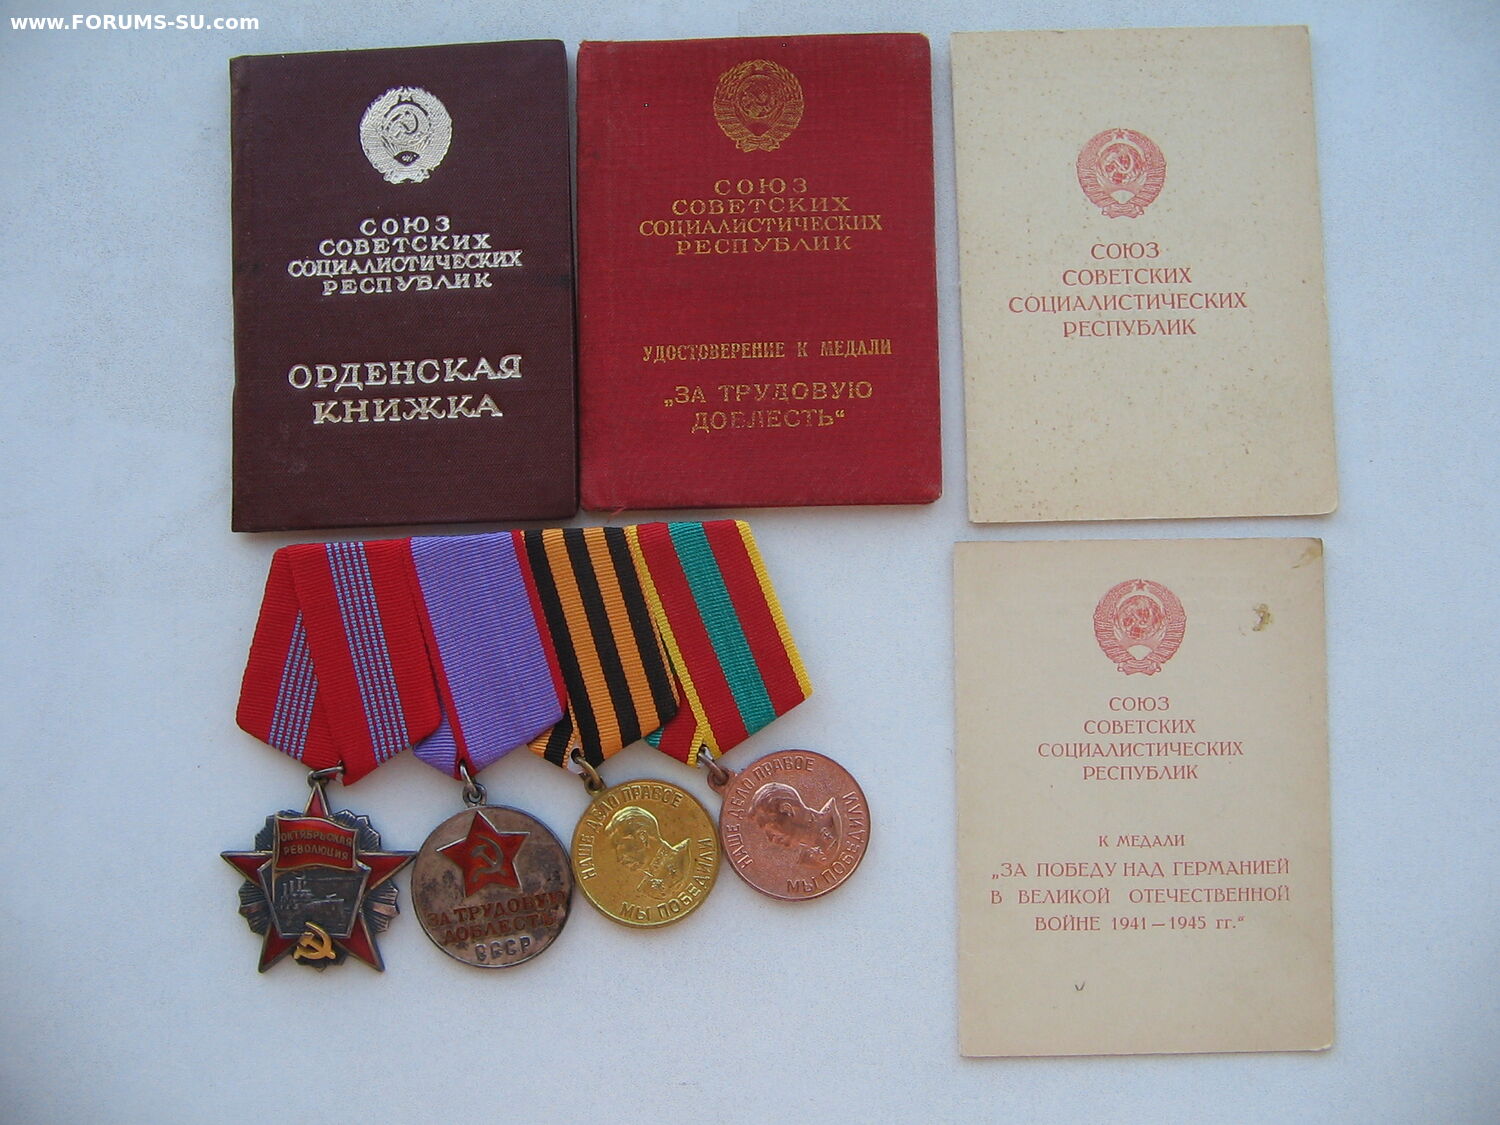 www.FORUMS-SU.com
СОЮЗ
СОВЕТСКИХ
СОЦИАЛИСТИЧЕСКИХ
РЕСПУБЛИК
ОРДЕНСКАЯ
КНИЖКА
СОЮЗ
СОВЕТСКИХ
СОЦИАЛИСТИЧЕСКИХ
РЕСПУБЛИК
УДОСТОВЕРЕНИЕ К МЕДАЛИ
„ЗА ТРУДОВУЮ
ДОБЛЕСТЬ“
СОЮЗ
СОВЕТСКИХ
СОЦИАЛИСТИЧЕСКИХ
РЕСПУБЛИК
ОКТЯБРЬСКАЯ
РЕВОЛЮЦИЯ
ЗА ТРУДОВУЮ
ДОБЛЕСТЬ
СССР
НАШЕ ДЕЛО ПРАВОЕ
МЫ ПОБЕДИЛИ
НАШЕ ДЕЛО ПРАВОЕ
МЫ ПОБЕДИЛИ
СОЮЗ
СОВЕТСКИХ
СОЦИАЛИСТИЧЕСКИХ
РЕСПУБЛИК
К МЕДАЛИ
„ЗА ПОБЕДУ НАД ГЕРМАНИЕЙ
В ВЕЛИКОЙ ОТЕЧЕСТВЕННОЙ
ВОЙНЕ 1941—1945 гг.“